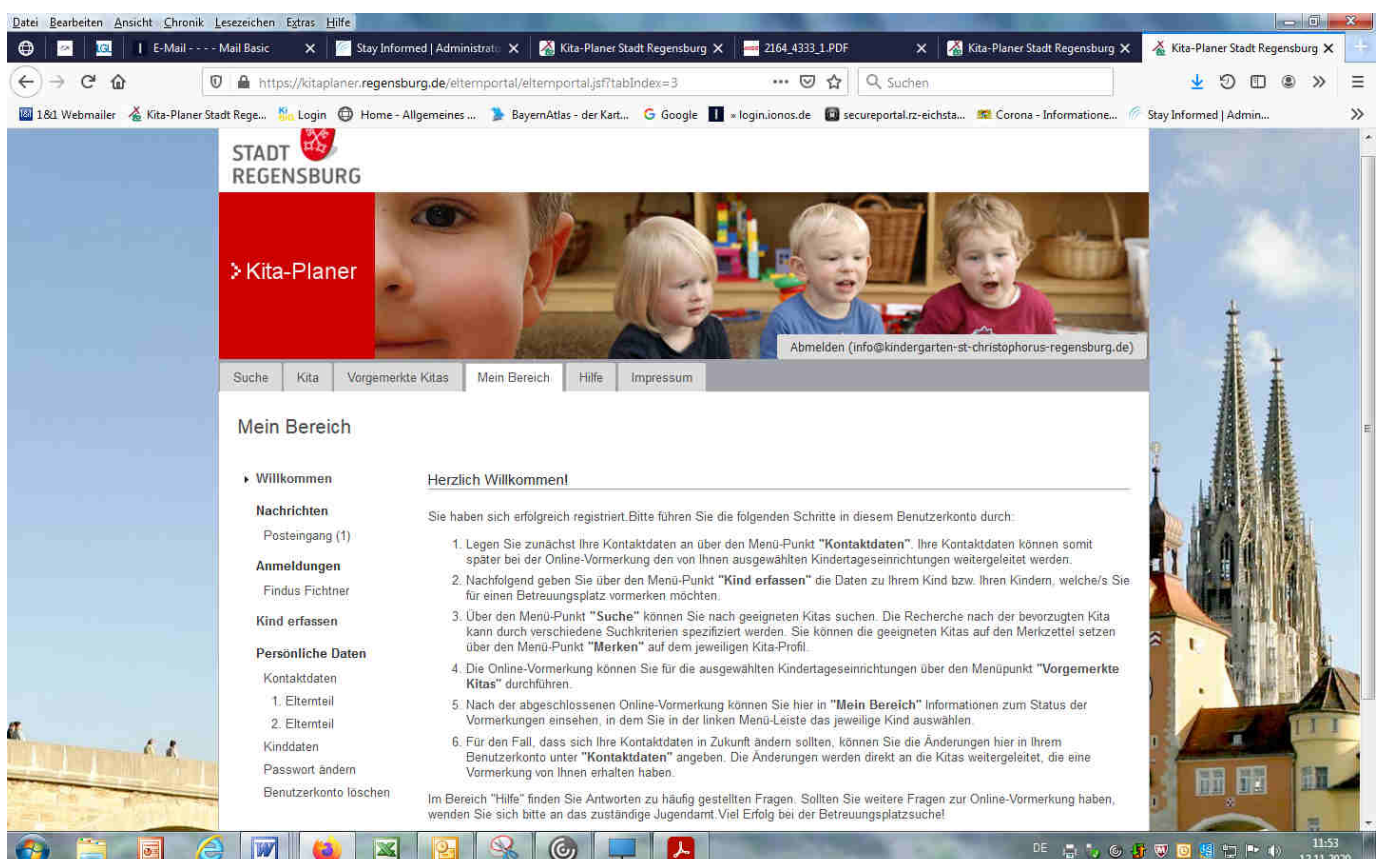 Datei Bearbeiten Ansicht Chronik Lesezeichen Extras Hilfe
LGL E-Mail - - - - Mail Basic Stay Informed | Administrato Kita-Planer Stadt Regensburg 2164_4333_1.PDF Kita-Planer Stadt Regensburg Kita-Planer Stadt Regensburg
https://kitaplaner.regensburg.de/elternportal/elternportal.jsf?tabIndex=3 Suchen
1&1 Webmailer Kita-Planer Stadt Rege... Login Home - Allgemeines ... BayernAtlas - der Kart... Google » login.ionos.de secureportal.rz-eichsta... Corona - Informatione... Stay Informed | Admin...
STADT
REGENSBURG
Kita-Planer
Abmelden (info@kindergarten-st-christophorus-regensburg.de)
Suche Kita Vorgemerkte Kitas Mein Bereich Hilfe Impressum
Mein Bereich
Willkommen
Nachrichten
Posteingang (1)
Anmeldungen
Findus Fichtner
Kind erfassen
Persönliche Daten
Kontaktdaten
1. Elternteil
2. Elternteil
Kinddaten
Passwort ändern
Benutzerkonto löschen
Herzlich Willkommen!
Sie haben sich erfolgreich registriert.Bitte führen Sie die folgenden Schritte in diesem Benutzerkonto durch:
1. Legen Sie zunächst Ihre Kontaktdaten an über den Menü-Punkt "Kontaktdaten". Ihre Kontaktdaten können somit
später bei der Online-Vormerkung den von Ihnen ausgewählten Kindertageseinrichtungen weitergeleitet werden.
2. Nachfolgend geben Sie über den Menü-Punkt "Kind erfassen" die Daten zu Ihrem Kind bzw. Ihren Kindern, welche/s Sie
für einen Betreuungsplatz vormerken möchten.
3. Über den Menü-Punkt "Suche" können Sie nach geeigneten Kitas suchen. Die Recherche nach der bevorzugten Kita
kann durch verschiedene Suchkriterien spezifiziert werden. Sie können die geeigneten Kitas auf den Merkzettel setzen
über den Menü-Punkt "Merken" auf dem jeweiligen Kita-Profil.
4. Die Online-Vormerkung können Sie für die ausgewählten Kindertageseinrichtungen über den Menüpunkt "Vorgemerkte
Kitas" durchführen.
5. Nach der abgeschlossenen Online-Vormerkung können Sie hier in "Mein Bereich" Informationen zum Status der
Vormerkungen einsehen, in dem Sie in der linken Menü-Leiste das jeweilige Kind auswählen.
6. Für den Fall, dass sich Ihre Kontaktdaten in Zukunft ändern sollten, können Sie die Änderungen hier in Ihrem
Benutzerkonto unter "Kontaktdaten" angeben. Die Änderungen werden direkt an die Kitas weitergeleitet, die eine
Vormerkung von Ihnen erhalten haben.
Im Bereich "Hilfe" finden Sie Antworten zu häufig gestellten Fragen. Sollten Sie weitere Fragen zur Online-Vormerkung haben,
wenden Sie sich bitte an das zuständige Jugendamt.Viel Erfolg bei der Betreuungsplatzsuche!
DE 11:53